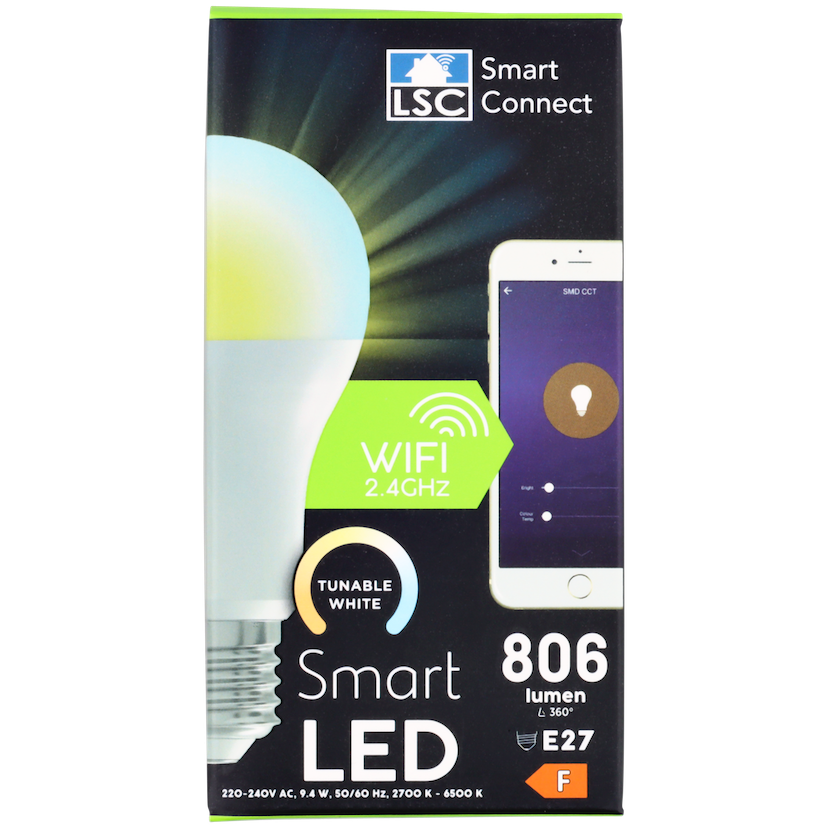 LSC
Smart
Connect
SMD CCT
WIFI
2.4GHZ
Bright
Colour
Temp
TUNABLE
WHITE
Smart
LED
806
lumen
360°
E27
F
220-240V AC, 9.4 W, 50/60 Hz, 2700 K - 6500 K